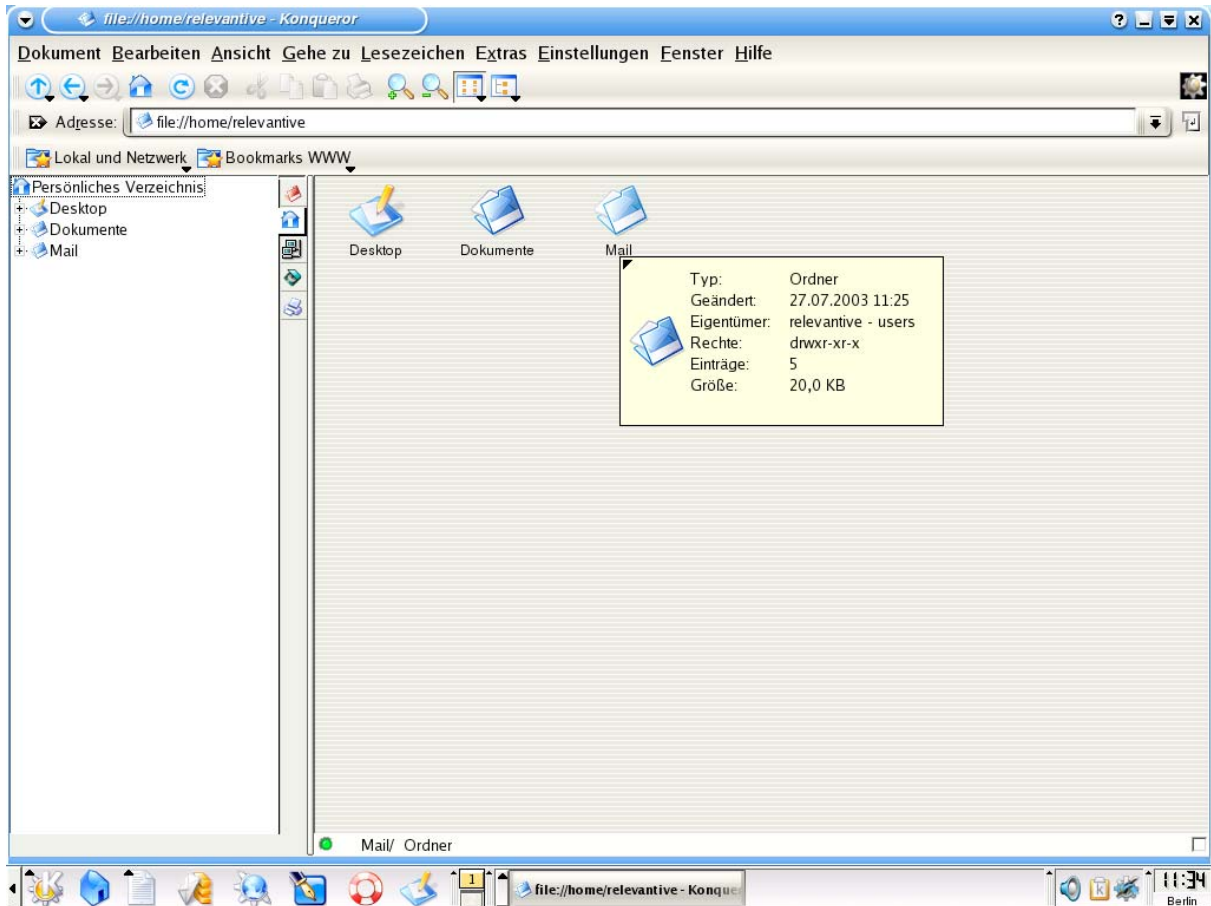 file://home/relevantive - Konqueror
Dokument Bearbeiten Ansicht Gehe zu Lesezeichen Extras Einstellungen Fenster Hilfe
Adresse: file://home/relevantive
Lokal und Netzwerk Bookmarks WWW
Persönliches Verzeichnis
Desktop
Dokumente
Mail
Desktop Dokumente Mail
Typ: Ordner
Geändert: 27.07.2003 11:25
Eigentümer: relevantive - users
Rechte: drwxr-xr-x
Einträge: 5
Größe: 20,0 KB
Mail/ Ordner
1
file://home/relevantive - Konque
11:34
Berlin